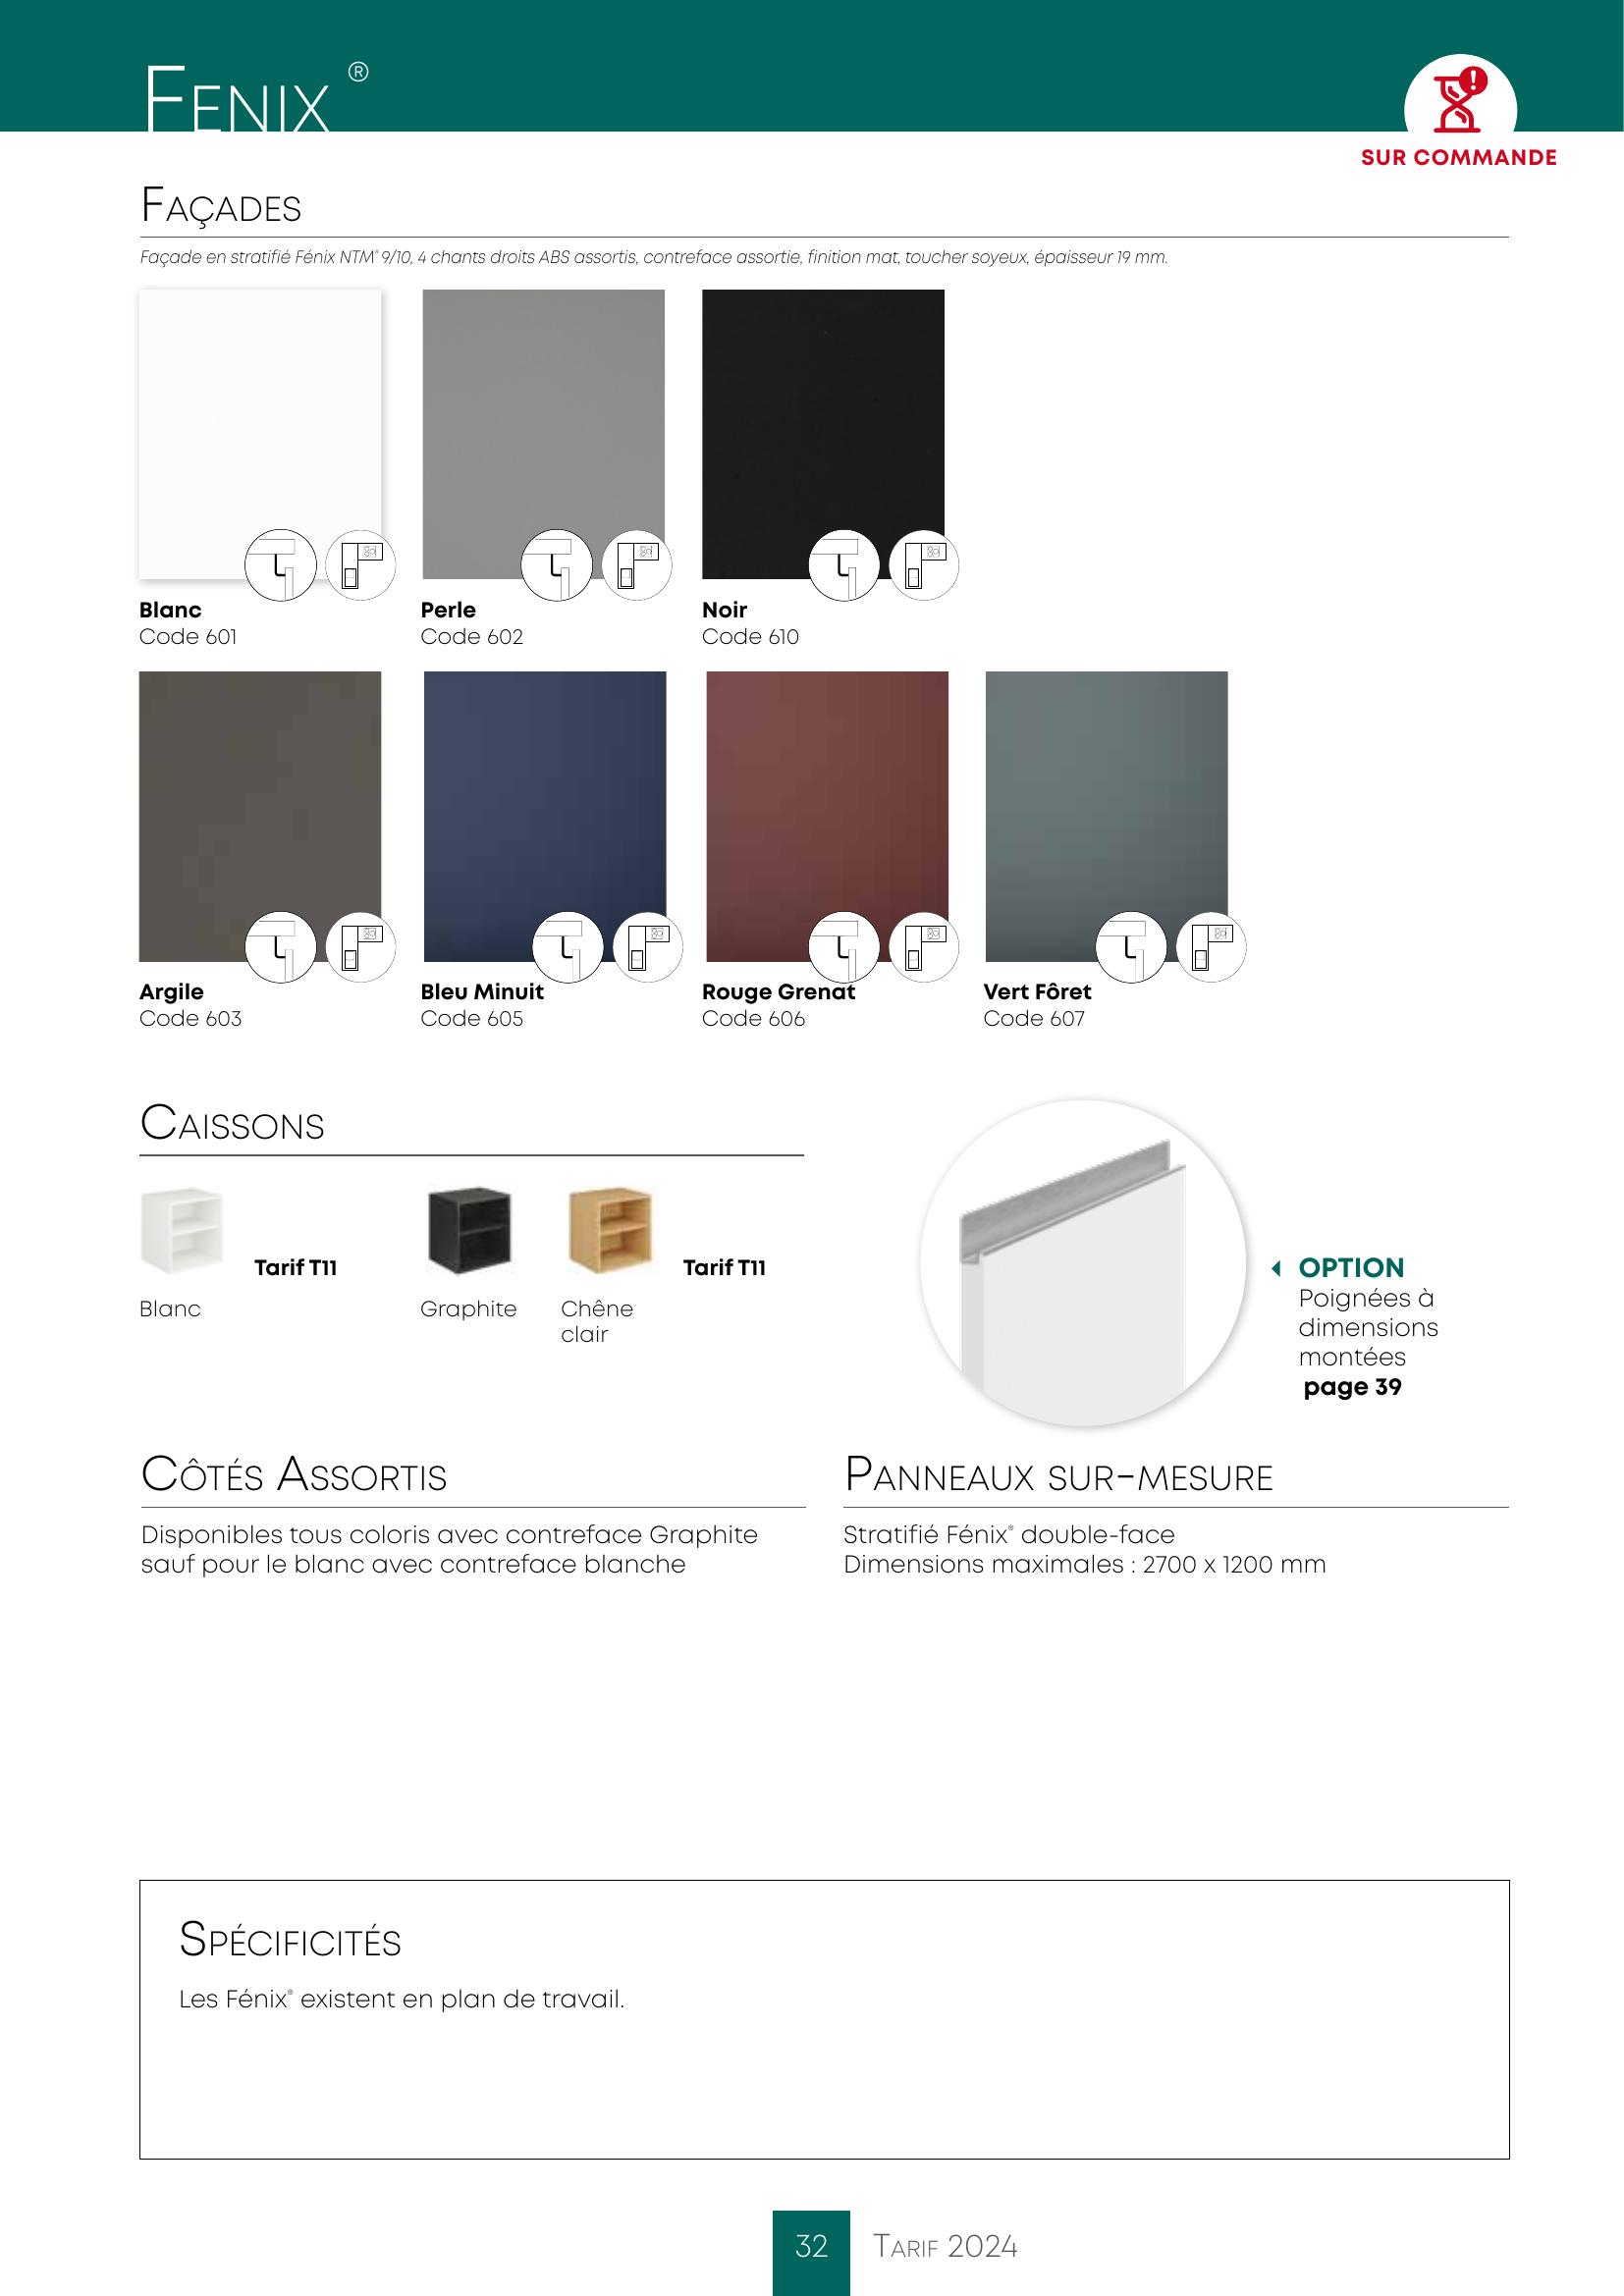 FENIX ®
SUR COMMANDE
FAÇADES
Façade en stratifié Fénix NTM® 9/10, 4 chants droits ABS assortis, contreface assortie, finition mat, toucher soyeux, épaisseur 19 mm.
Blanc
Code 601
Perle
Code 602
Noir
Code 610
Argile
Code 603
Bleu Minuit
Code 605
Rouge Grenat
Code 606
Vert Fôret
Code 607
CAISSONS
Tarif T11
Blanc
Tarif T11
Graphite
Chêne
clair
OPTION
Poignées à
dimensions
montées
page 39
CÔTÉS ASSORTIS
Disponibles tous coloris avec contreface Graphite
sauf pour le blanc avec contreface blanche
PANNEAUX SUR-MESURE
Stratifié Fénix® double-face
Dimensions maximales : 2700 x 1200 mm
SPÉCIFICITÉS
Les Fénix® existent en plan de travail.
32 TARIF 2024